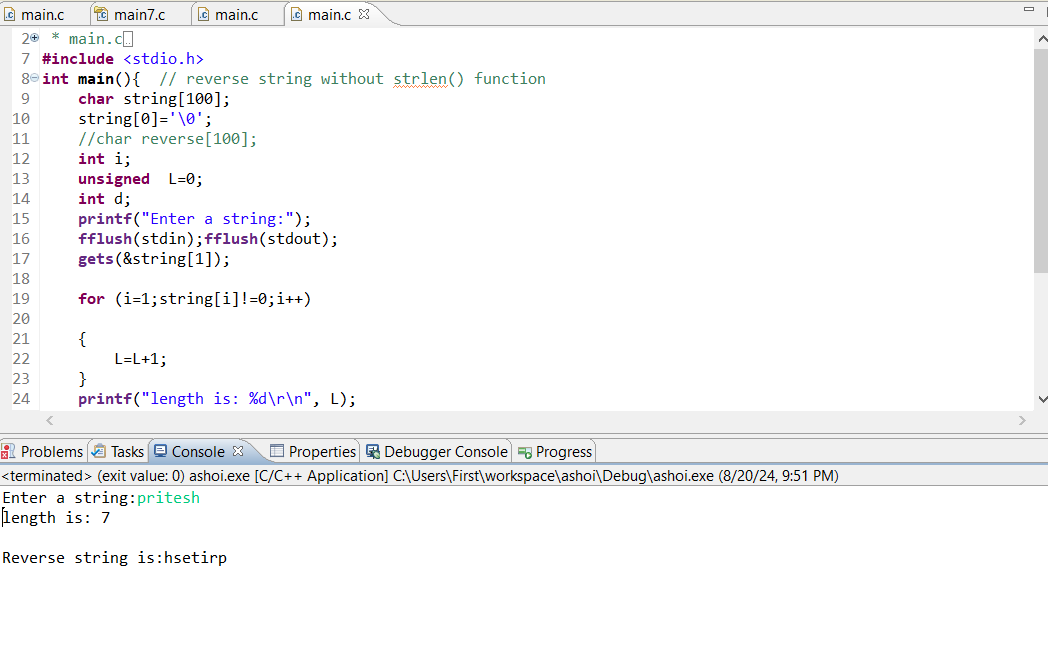 main.c main7.c main.c main.c
2 * main.c
7 #include <stdio.h>
8 int main(){  // reverse string without strlen() function
9     char string[100];
10     string[0]='\0';
11     //char reverse[100];
12     int i;
13     unsigned  L=0;
14     int d;
15     printf("Enter a string:");
16     fflush(stdin);fflush(stdout);
17     gets(&string[1]);
18
19     for (i=1;string[i]!=0;i++)
20
21     {
22         L=L+1;
23     }
24     printf("length is: %d\r\n", L);
Problems Tasks Console Properties Debugger Console Progress
<terminated> (exit value: 0) ashoi.exe [C/C++ Application] C:\Users\First\workspace\ashoi\Debug\ashoi.exe (8/20/24, 9:51 PM)
Enter a string:pritesh
length is: 7
Reverse string is:hsetirp